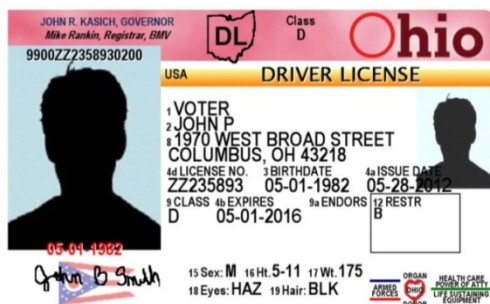 JOHN R. KASICH, GOVERNOR
Mike Rankin, Registrar, BMV
DL
Class
D
Ohio
9900ZZ2358930200
USA
DRIVER LICENSE
1 VOTER
2 JOHN P
8 1970 WEST BROAD STREET
COLUMBUS, OH 43218
4d LICENSE NO. 3 BIRTHDATE 4a ISSUE DATE
ZZ235893 05-01-1982 05-28-2012
9 CLASS 4b EXPIRES 9a ENDORS 12 RESTR
D 05-01-2016 B
05-01-1982
John B Smith
15 Sex: M 16 Ht. 5-11 17 Wt. 175
18 Eyes: HAZ 19 Hair: BLK
ARMED
FORCES
ORGAN
OHIO
DONOR
HEALTH CARE
POWER OF ATTY
LIFE SUSTAINING
EQUIPMENT